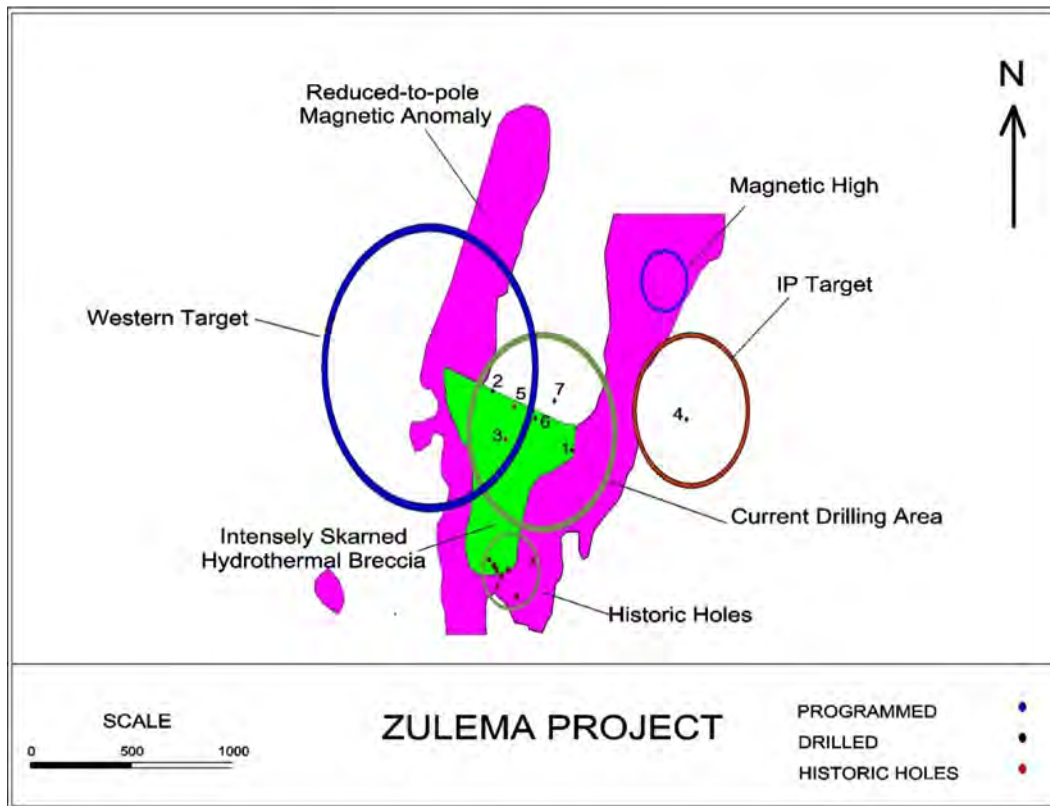 Reduced-to-pole
Magnetic Anomaly
N
Magnetic High
IP Target
Western Target
2
5
7
6
4
3
1
Current Drilling Area
Intensely Skarned
Hydrothermal Breccia
Historic Holes
SCALE
0 500 1000
ZULEMA PROJECT
PROGRAMMED
DRILLED
HISTORIC HOLES